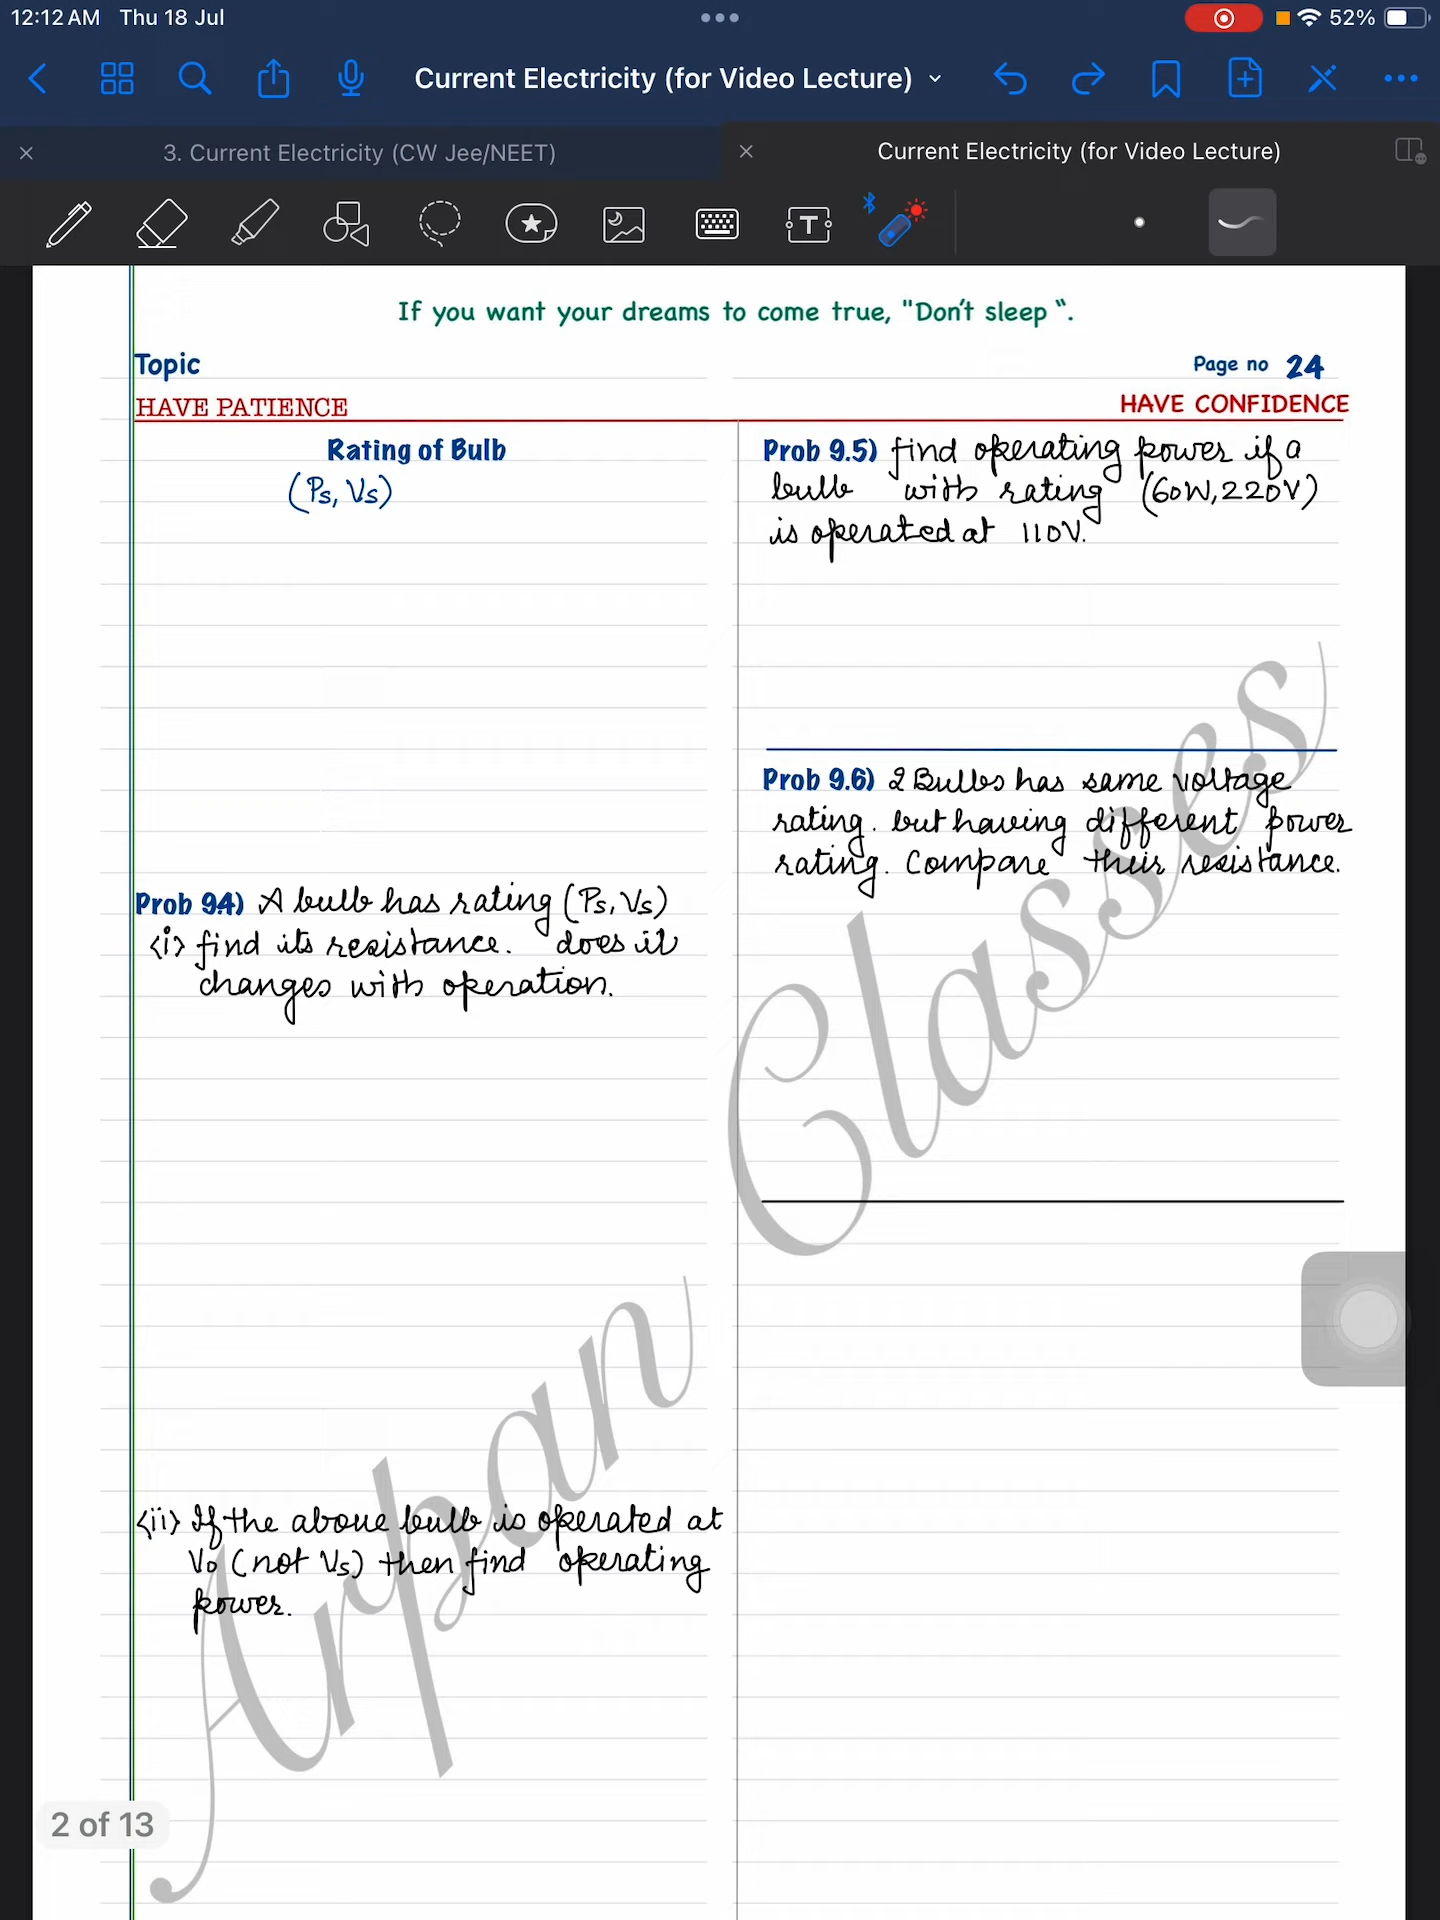 12:12 AM Thu 18 Jul
52%
Current Electricity (for Video Lecture)
3. Current Electricity (CW Jee/NEET)
Current Electricity (for Video Lecture)
If you want your dreams to come true, "Don't sleep ".
Topic
Page no 24
HAVE PATIENCE
HAVE CONFIDENCE
Rating of Bulb
(Ps, Vs)
Prob 9.4) A bulb has rating (Ps, Vs)
<i> find its resistance. does it
changes with operation.
<ii> If the above bulb is operated at
Vo (not Vs) then find operating
power.
Prob 9.5) find operating power if a
bulb with rating (60W, 220V)
is operated at 110V.
Prob 9.6) 2 Bulbs has same voltage
rating. but having different power
rating. Compare their resistance.
Arpan Classes
2 of 13